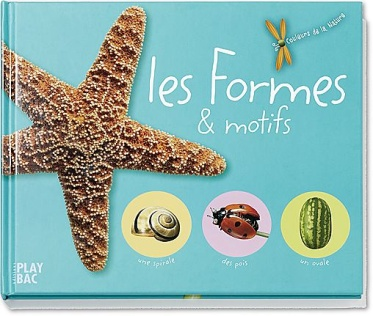 Couleurs de la Nature
les Formes
& motifs
une spirale
des pois
un ovale
PLAY
BAC